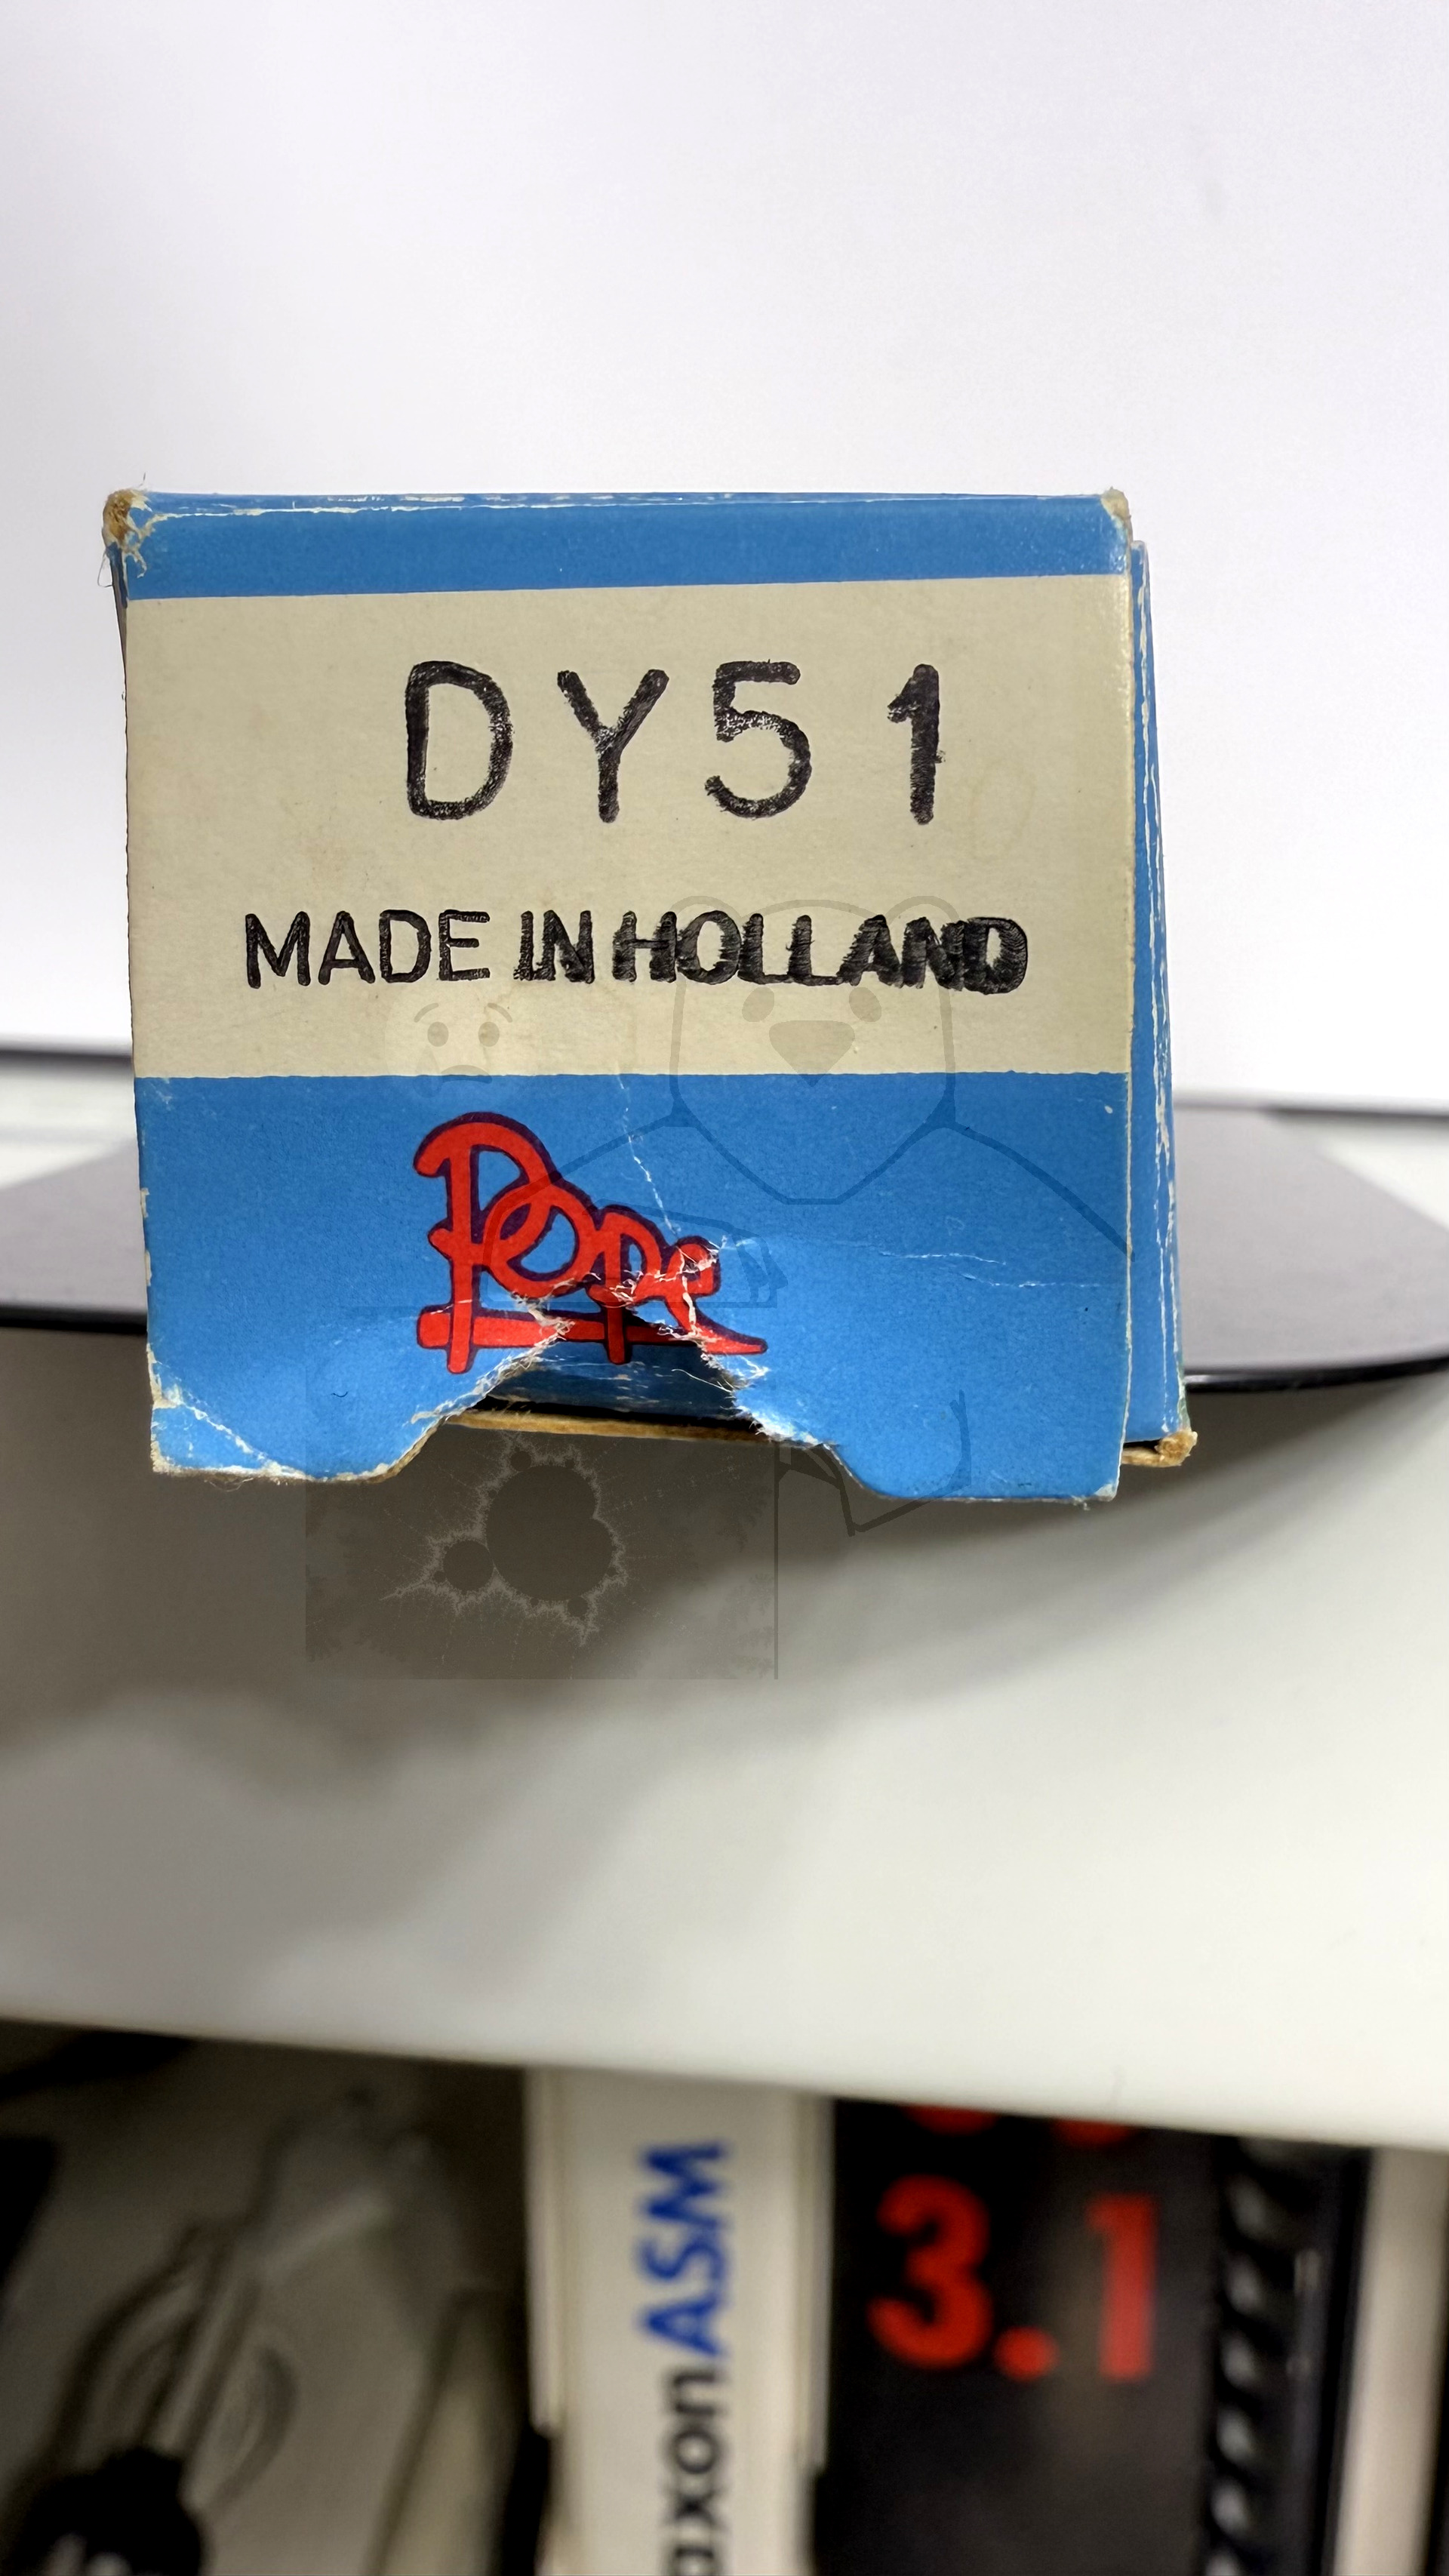 DY51
MADE IN HOLLAND
Pope
axonASM
3.1